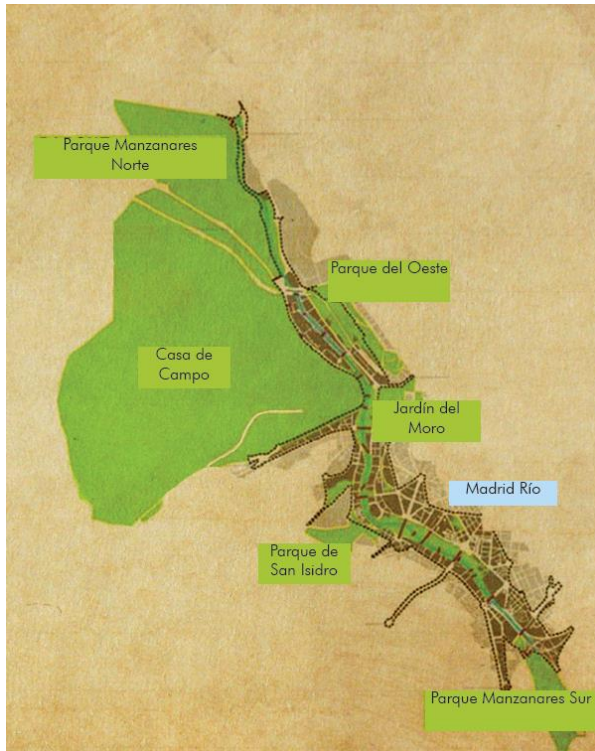 Parque Manzanares
Norte
Parque del Oeste
Casa de
Campo
Jardín del
Moro
Madrid Río
Parque de
San Isidro
Parque Manzanares Sur